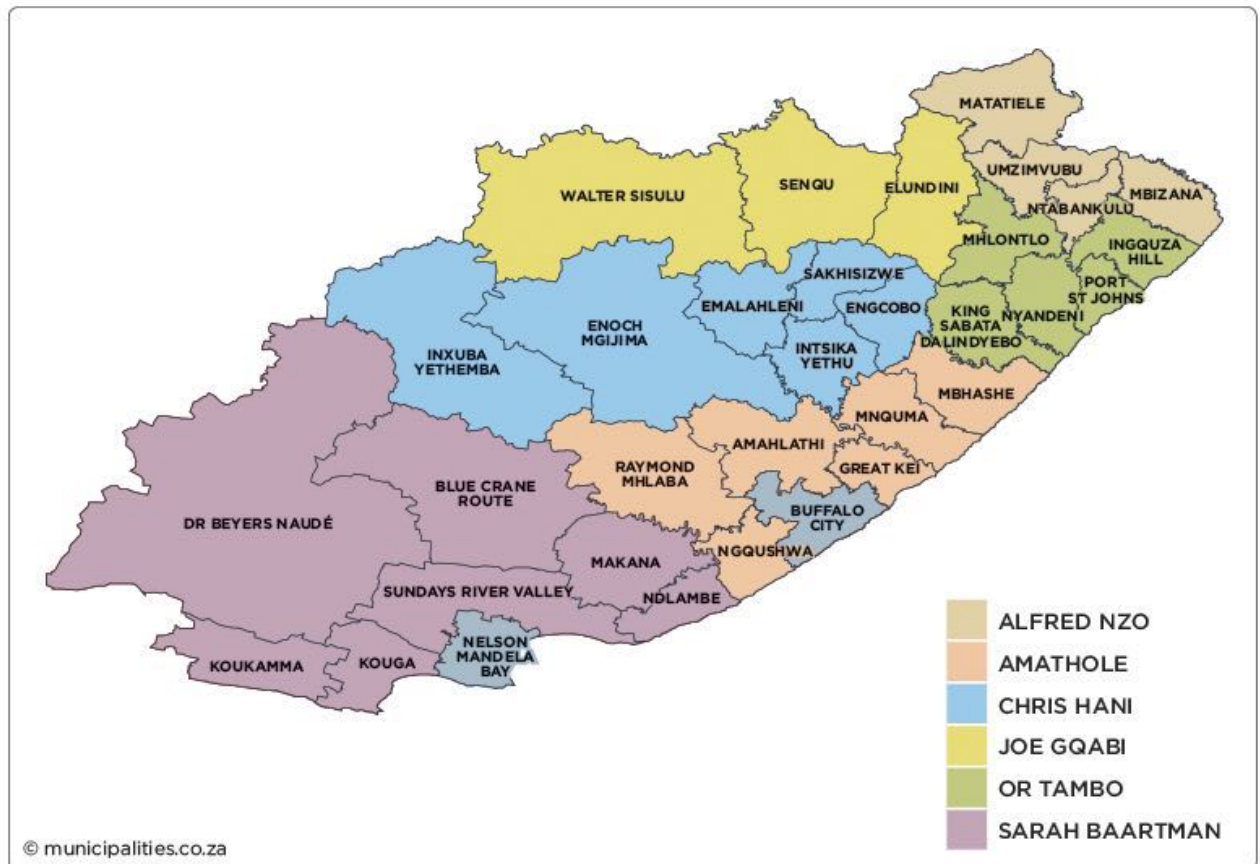 MATATIELE
UMZIMVUBU
MBIZANA
NTABANKULU
WALTER SISULU
SENQU
ELUNDINI
MHLONTLO
INGQUZA
HILL
PORT
ST JOHNS
NYANDENI
KING
SABATA
DALINDYEBO
SAKHISIZWE
EMALAHLENI
ENGCOBO
ENOCH
MGIJIMA
INTSIKA
YETHU
INXUBA
YETHEMBA
MBHASHE
MNQUMA
AMAHLATHI
GREAT KEI
RAYMOND
MHLABA
BUFFALO
CITY
NGQUSHWA
BLUE CRANE
ROUTE
DR BEYERS NAUDÉ
MAKANA
SUNDAYS RIVER VALLEY
NDLAMBE
NELSON
MANDELA
BAY
KOUKAMMA
KOUGA
ALFRED NZO
AMATHOLE
CHRIS HANI
JOE GQABI
OR TAMBO
SARAH BAARTMAN
© municipalities.co.za